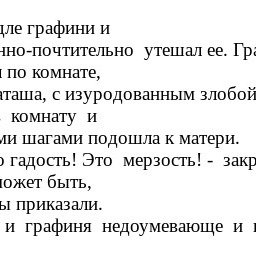 дле графини и
нно-почтительно утешал ее. Гра
по комнате,
аташа, с изуродованным злобой
комнату и
ми шагами подошла к матери.
гадость! Это мерзость! - закр
может быть,
ы приказали.
и графиня недоумевающе и